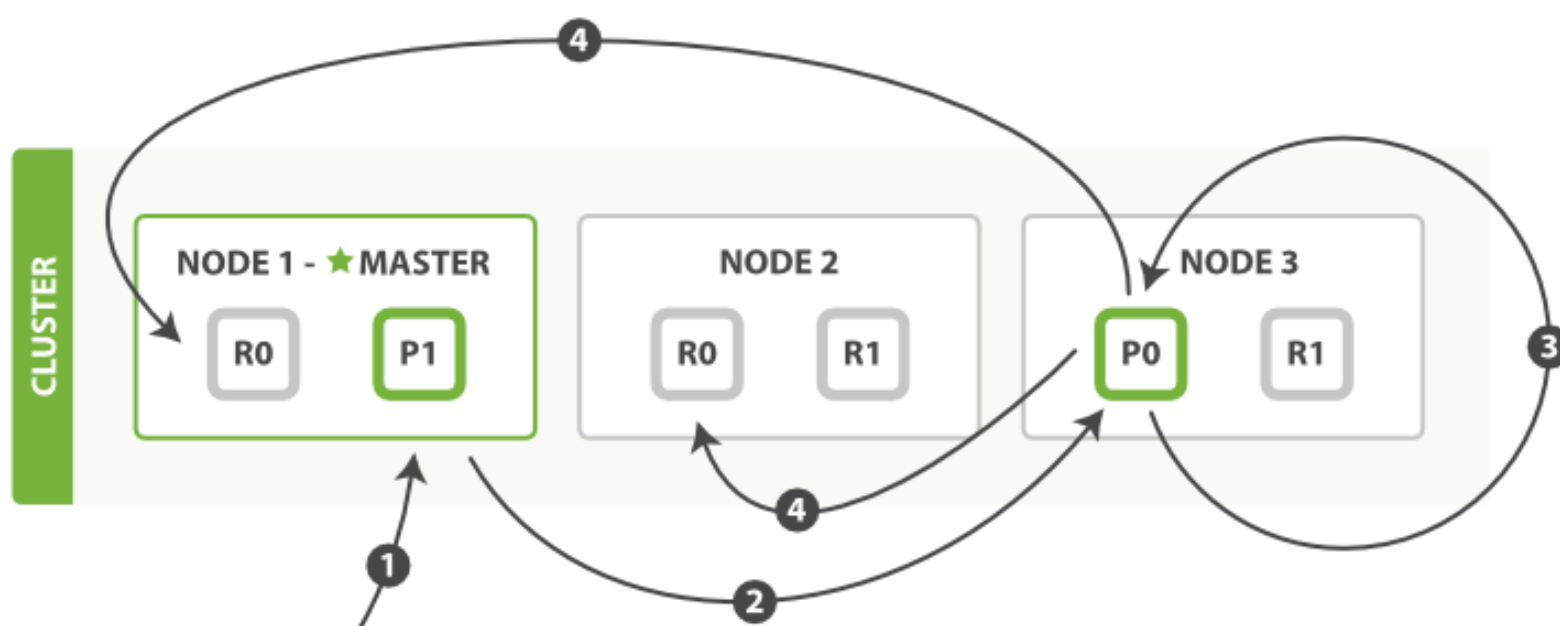 4
CLUSTER
NODE 1 - ★MASTER
R0 P1
NODE 2
R0 R1
NODE 3
P0 R1
3
4
1
2